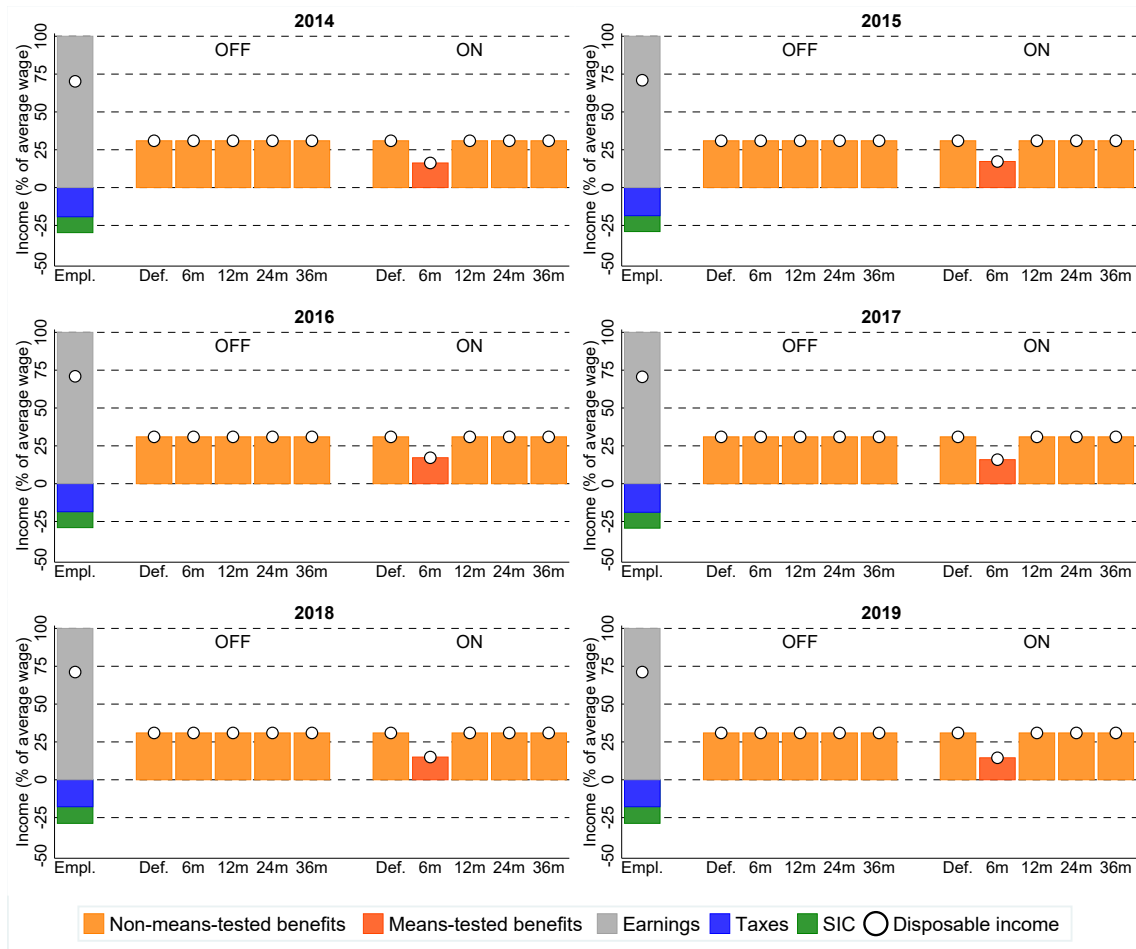 2014
Income (% of average wage)
100
75
50
25
0
-25
-50
OFF
ON
Empl.
Def. 6m 12m 24m 36m
Def. 6m 12m 24m 36m
2015
Income (% of average wage)
100
75
50
25
0
-25
-50
OFF
ON
Empl.
Def. 6m 12m 24m 36m
Def. 6m 12m 24m 36m
2016
Income (% of average wage)
100
75
50
25
0
-25
-50
OFF
ON
Empl.
Def. 6m 12m 24m 36m
Def. 6m 12m 24m 36m
2017
Income (% of average wage)
100
75
50
25
0
-25
-50
OFF
ON
Empl.
Def. 6m 12m 24m 36m
Def. 6m 12m 24m 36m
2018
Income (% of average wage)
100
75
50
25
0
-25
-50
OFF
ON
Empl.
Def. 6m 12m 24m 36m
Def. 6m 12m 24m 36m
2019
Income (% of average wage)
100
75
50
25
0
-25
-50
OFF
ON
Empl.
Def. 6m 12m 24m 36m
Def. 6m 12m 24m 36m
Non-means-tested benefits Means-tested benefits Earnings Taxes SIC Disposable income